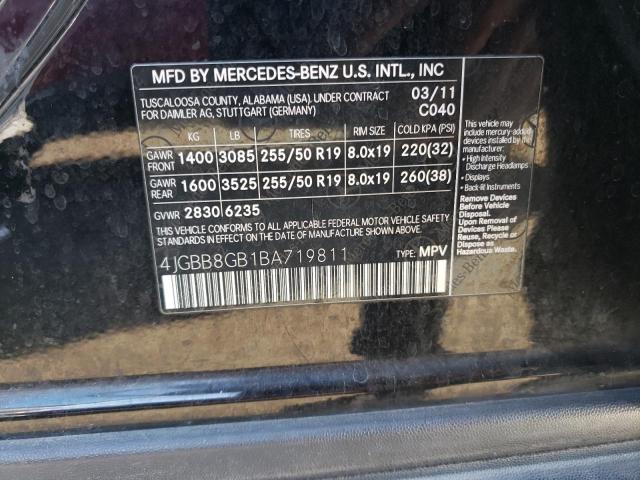 MFD BY MERCEDES-BENZ U.S. INTL., INC
TUSCALOOSA COUNTY, ALABAMA (USA). UNDER CONTRACT 03/11
FOR DAIMLER AG, STUTTGART (GERMANY) C040
KG LB TIRES RIM SIZE COLD KPA (PSI)
GAWR FRONT 1400 3085 255/50 R19 8.0x19 220(32)
GAWR REAR 1600 3525 255/50 R19 8.0x19 260(38)
GVWR 2830 6235
THIS VEHICLE CONFORMS TO ALL APPLICABLE FEDERAL MOTOR VEHICLE SAFETY
STANDARDS IN EFFECT ON THE DATE OF MANUFACTURE SHOWN ABOVE.
4JGBB8GB1BA719811 TYPE: MPV
This vehicle may
include mercury-added
devices installed by the
manufacturer:
• High Intensity
Discharge Headlamps
• Displays
• Back-lit Instruments
Remove Devices
Before Vehicle
Disposal.
Upon Removal of
Devices Please
Reuse, Recycle or
Dispose as
Hazardous Waste.